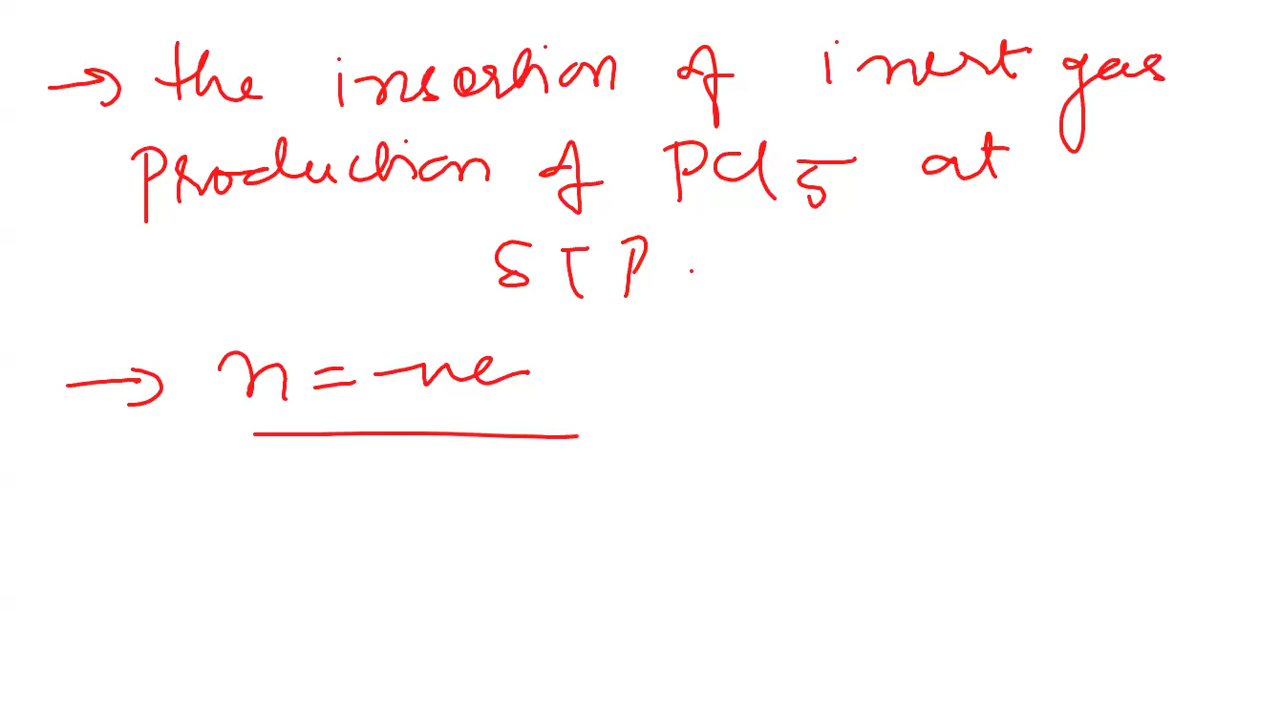 → the insertion of inert gas
production of PCl5 at
STP.
→ n = -ve